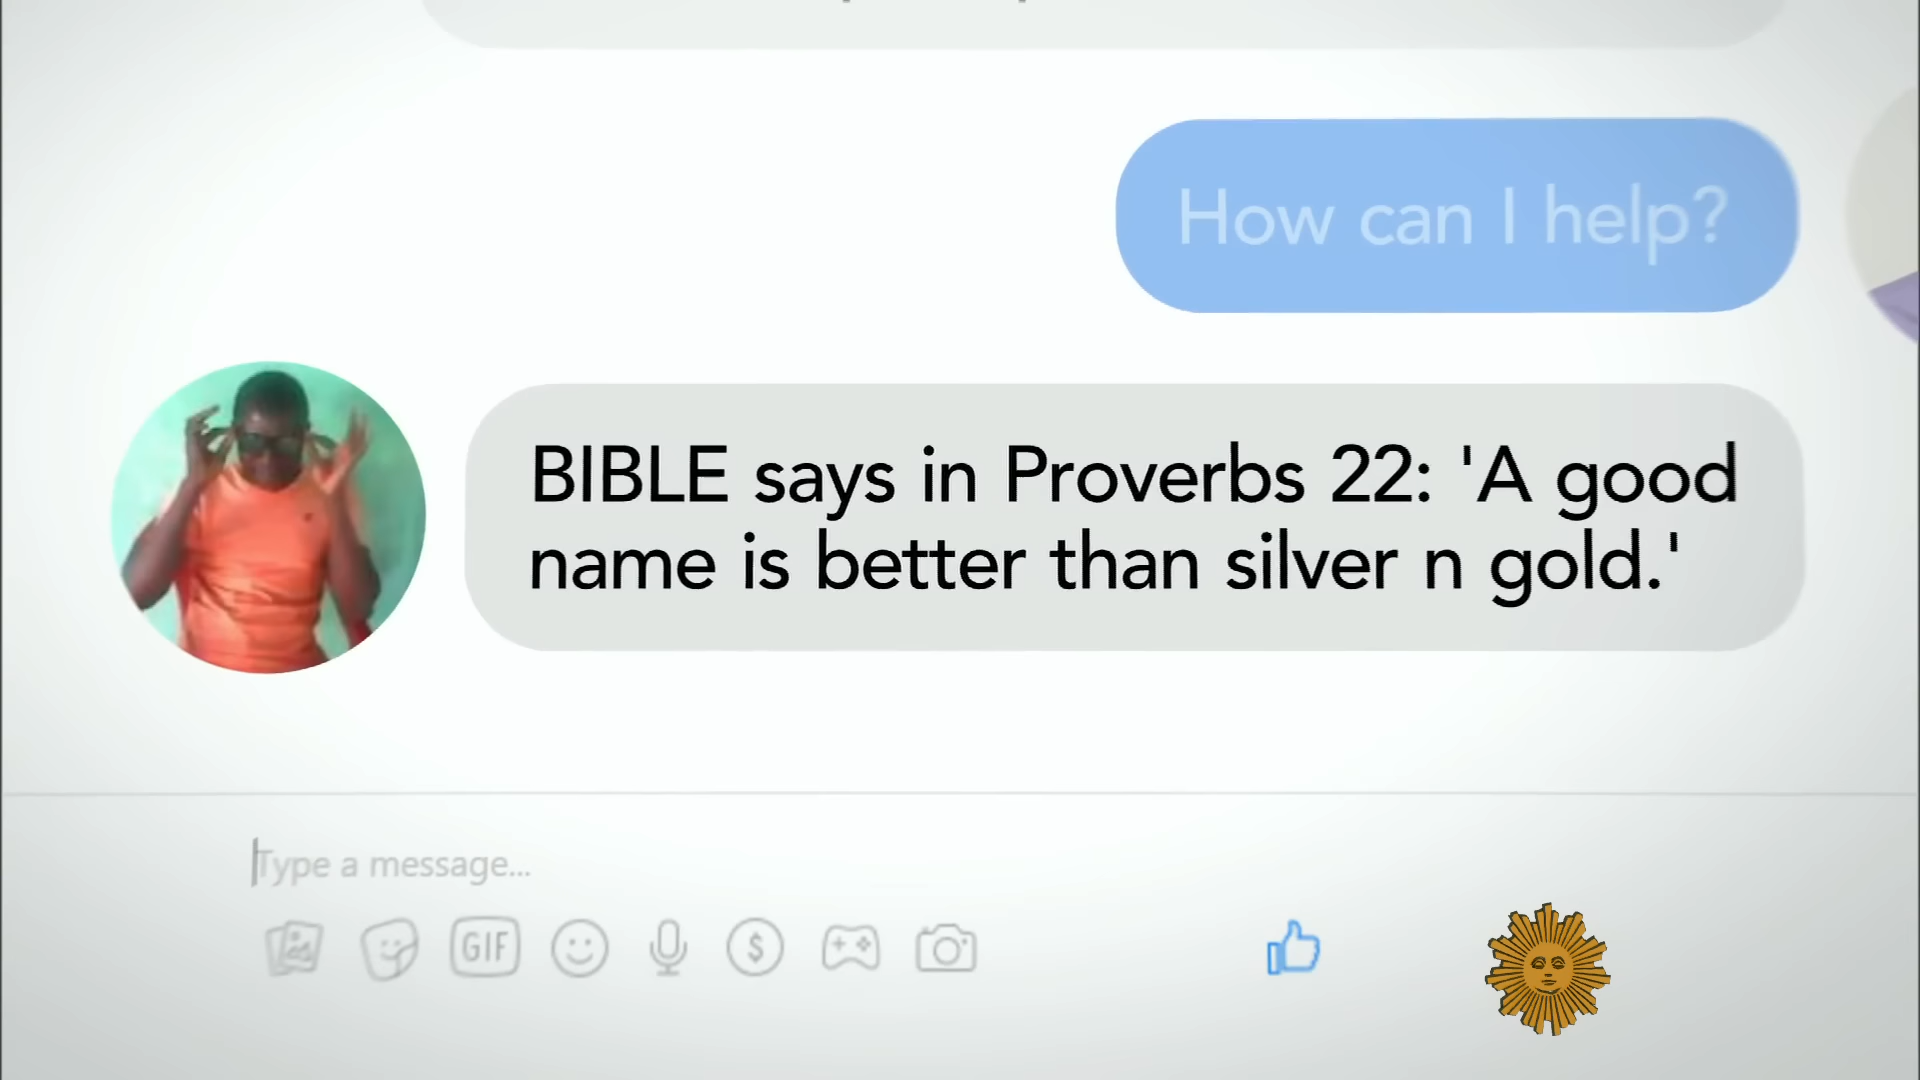 How can I help?
BIBLE says in Proverbs 22: 'A good
name is better than silver n gold.'
Type a message...
GIF